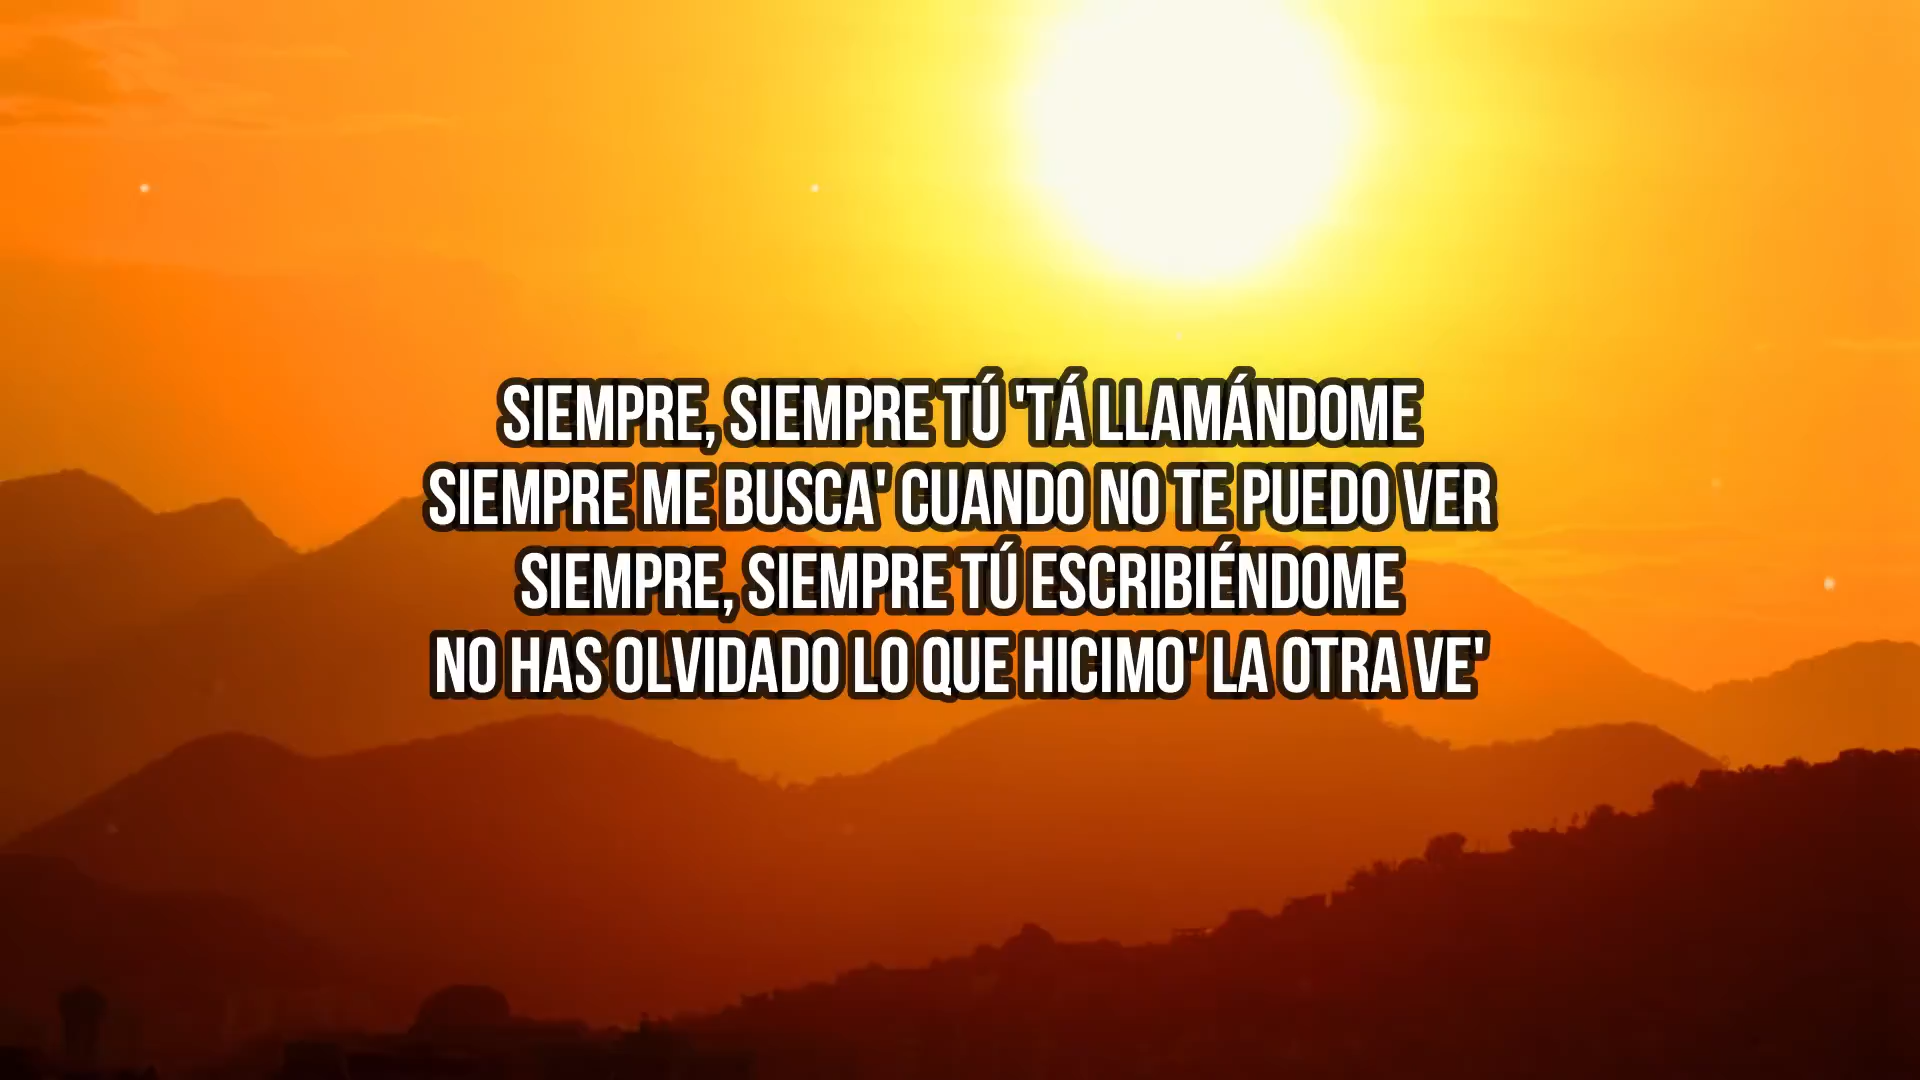 SIEMPRE, SIEMPRE TÚ 'TÁ LLAMÁNDOME
SIEMPRE ME BUSCA' CUANDO NO TE PUEDO VER
SIEMPRE, SIEMPRE TÚ ESCRIBIÉNDOME
NO HAS OLVIDADO LO QUE HICIMO' LA OTRA VE'